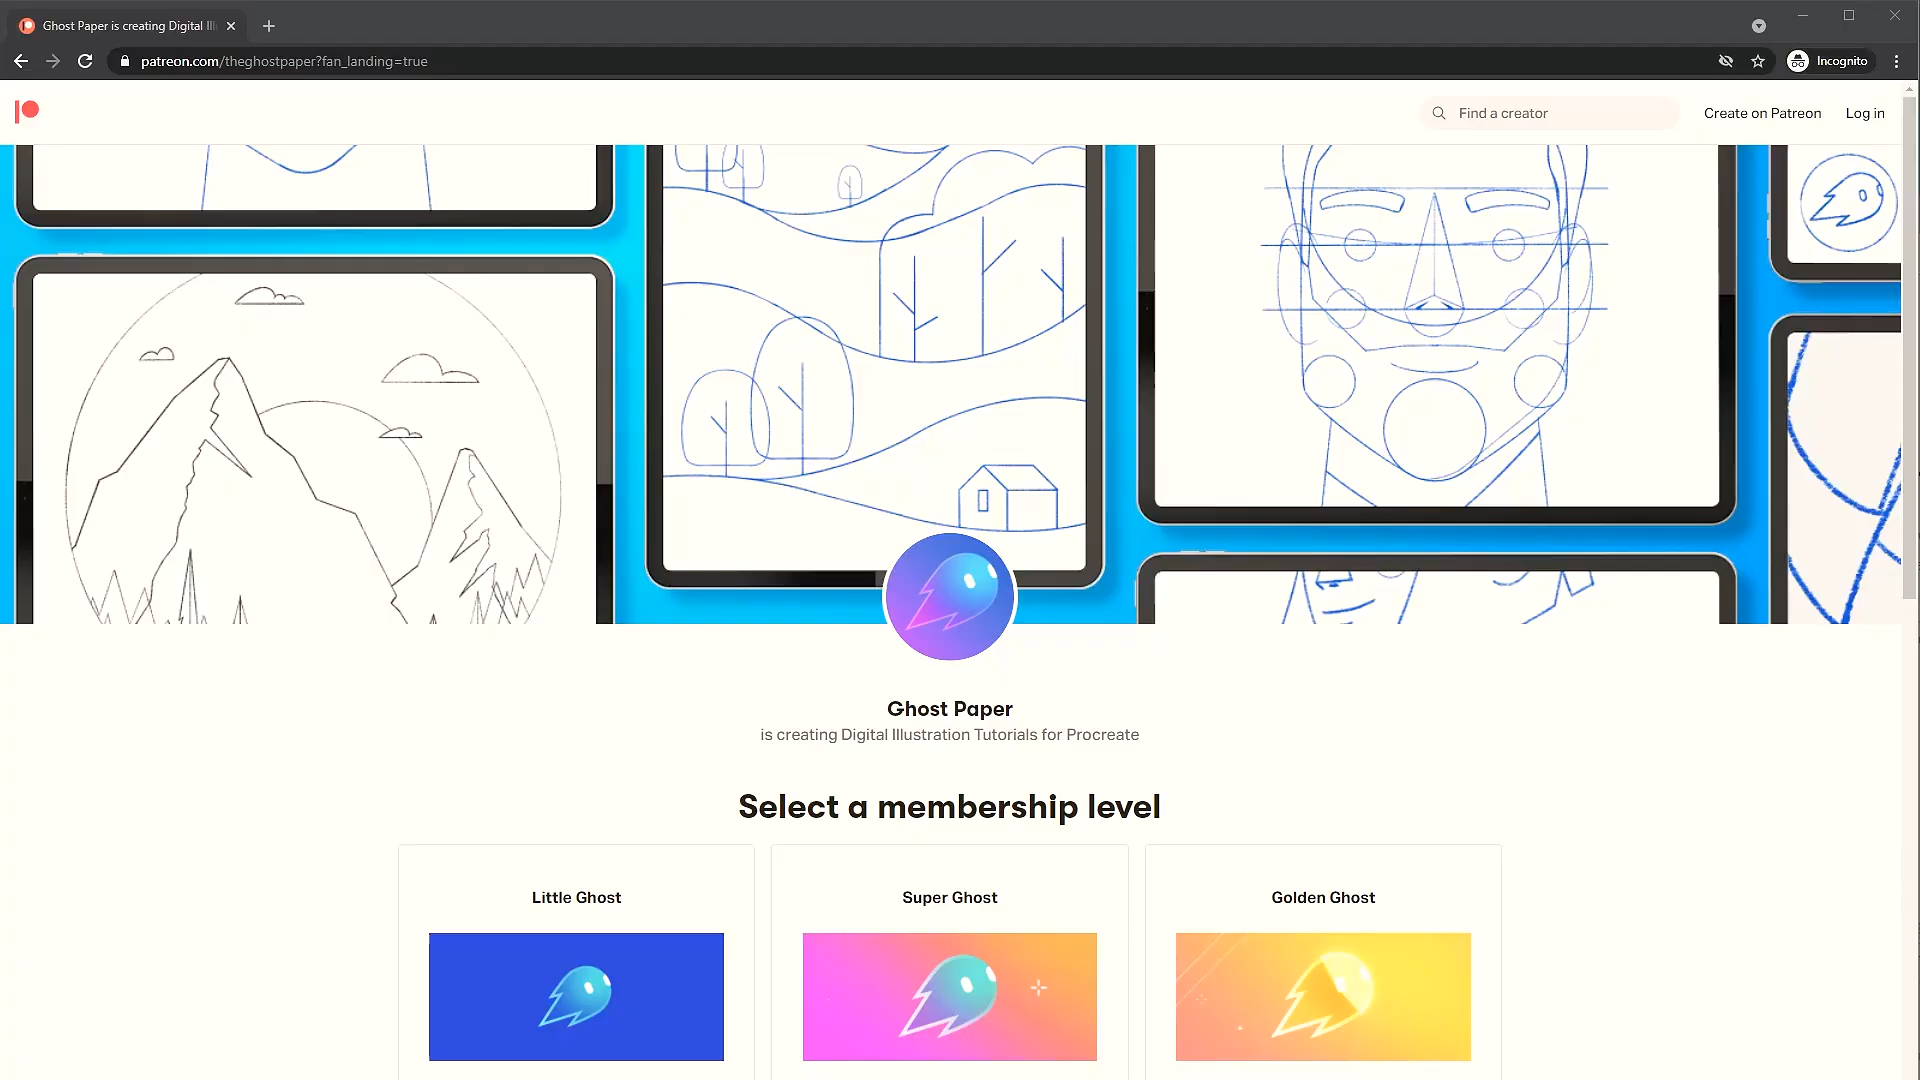 Ghost Paper is creating Digital Ill
patreon.com/theghostpaper?fan_landing=true
Incognito
Find a creator
Create on Patreon
Log in
Ghost Paper
is creating Digital Illustration Tutorials for Procreate
Select a membership level
Little Ghost
Super Ghost
Golden Ghost